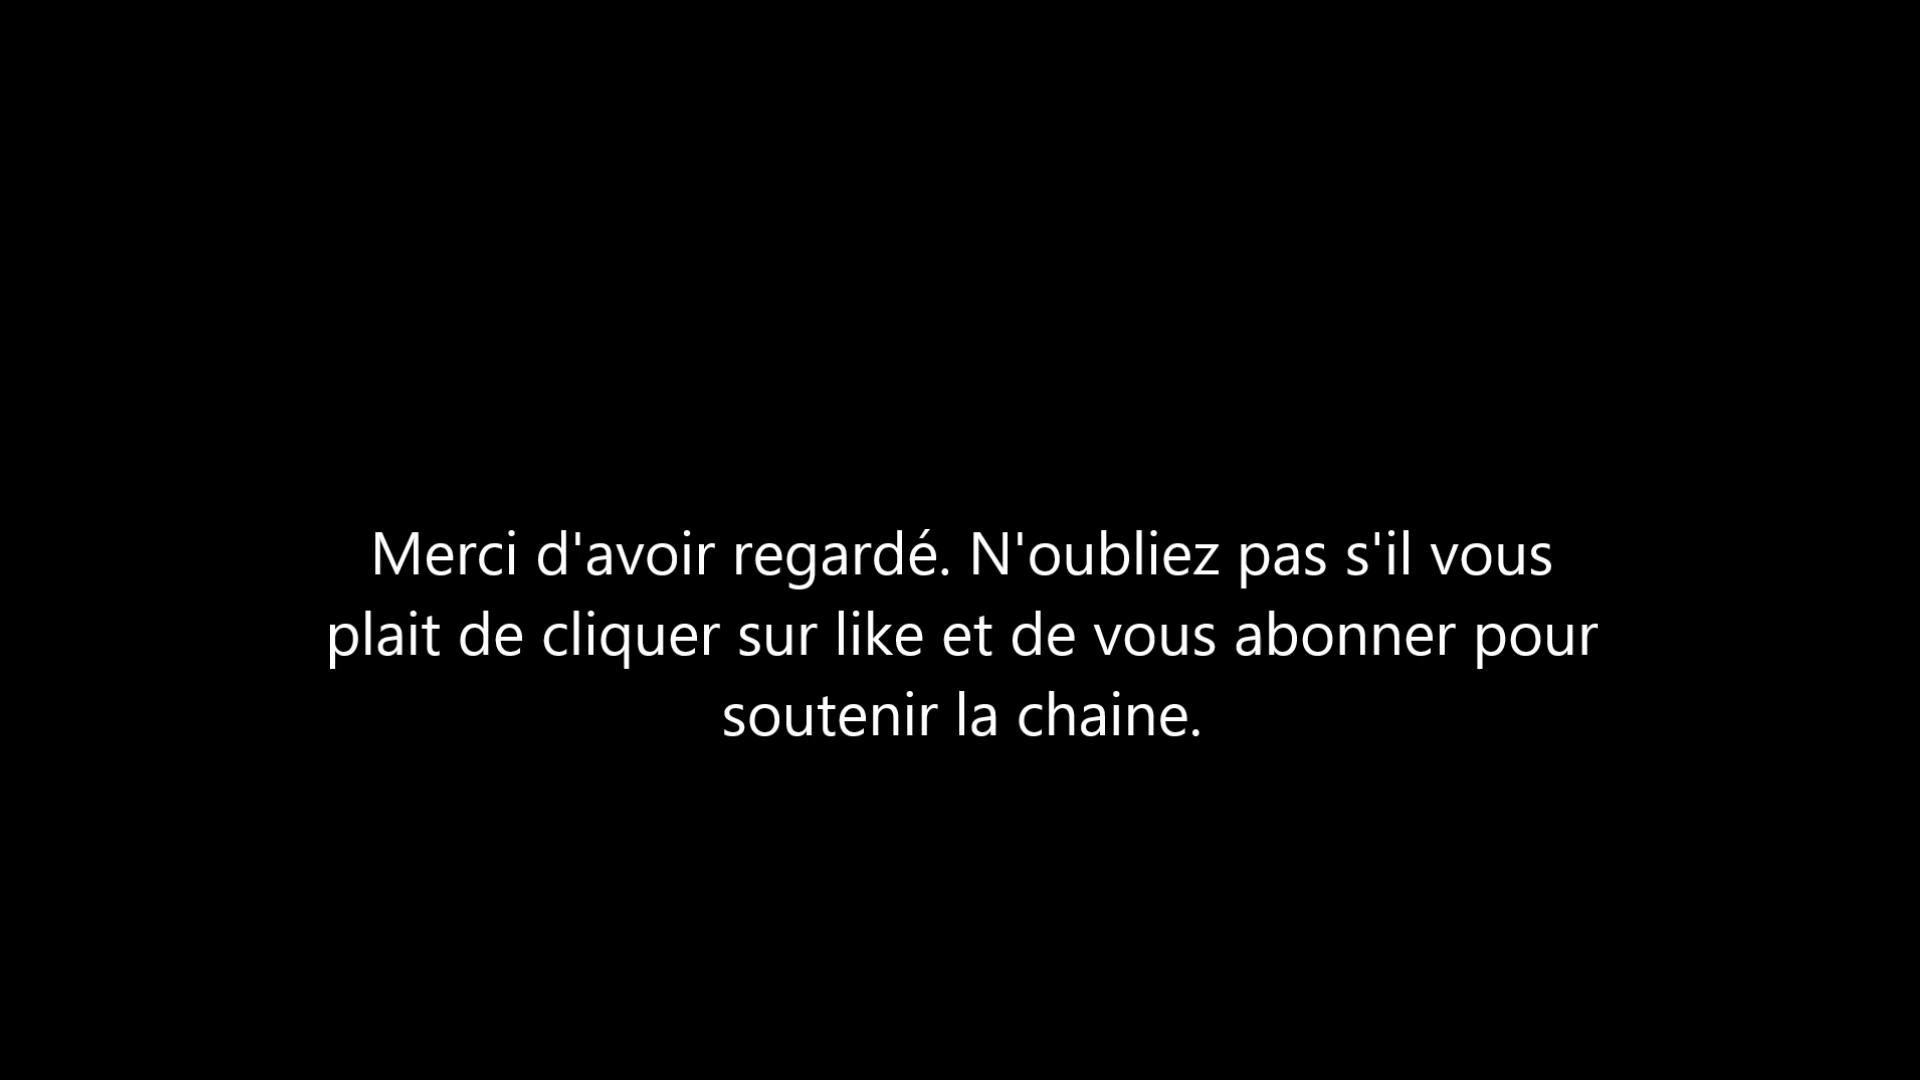 Merci d'avoir regardé. N'oubliez pas s'il vous
plait de cliquer sur like et de vous abonner pour
soutenir la chaine.